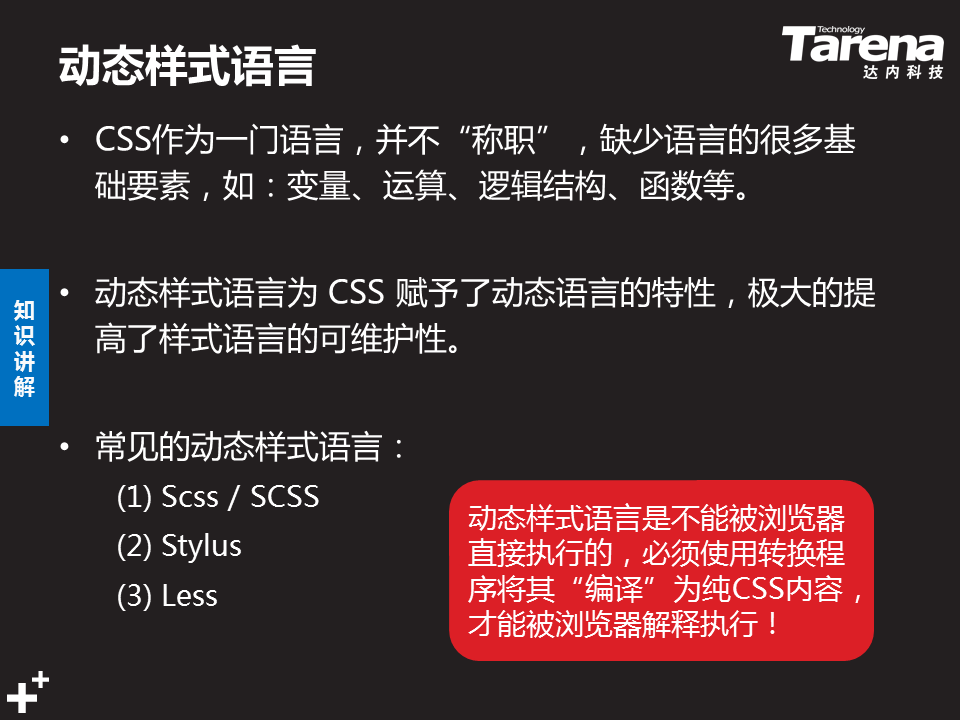 动态样式语言
Technology
Tarena
达内科技
• CSS作为一门语言，并不“称职”，缺少语言的很多基
础要素，如：变量、运算、逻辑结构、函数等。
• 动态样式语言为 CSS 赋予了动态语言的特性，极大的提
高了样式语言的可维护性。
知
识
讲
解
• 常见的动态样式语言：
(1) Scss / SCSS
(2) Stylus
(3) Less
动态样式语言是不能被浏览器
直接执行的，必须使用转换程
序将其“编译”为纯CSS内容，
才能被浏览器解释执行！